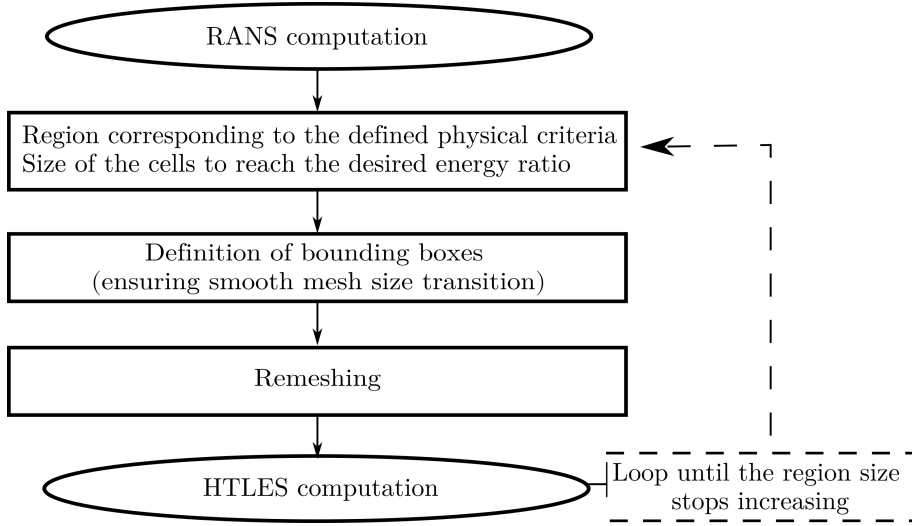 RANS computation
Region corresponding to the defined physical criteria
Size of the cells to reach the desired energy ratio
Definition of bounding boxes
(ensuring smooth mesh size transition)
Remeshing
HTLES computation
Loop until the region size
stops increasing